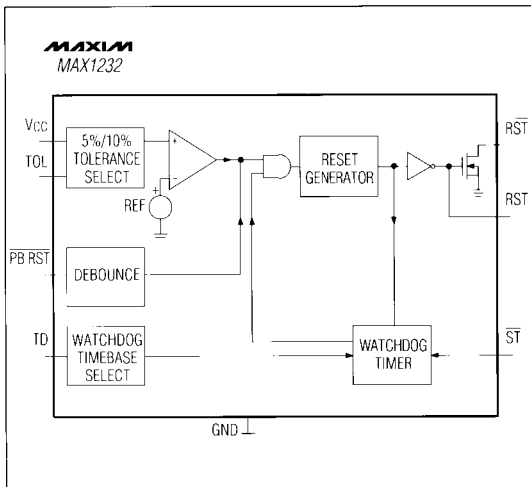 MAXIM
MAX1232
VCC
TOL
5%/10%
TOLERANCE
SELECT
+
−
+
REF
RESET
GENERATOR
RST
RST
PB RST
DEBOUNCE
TD
WATCHDOG
TIMEBASE
SELECT
WATCHDOG
TIMER
ST
GND